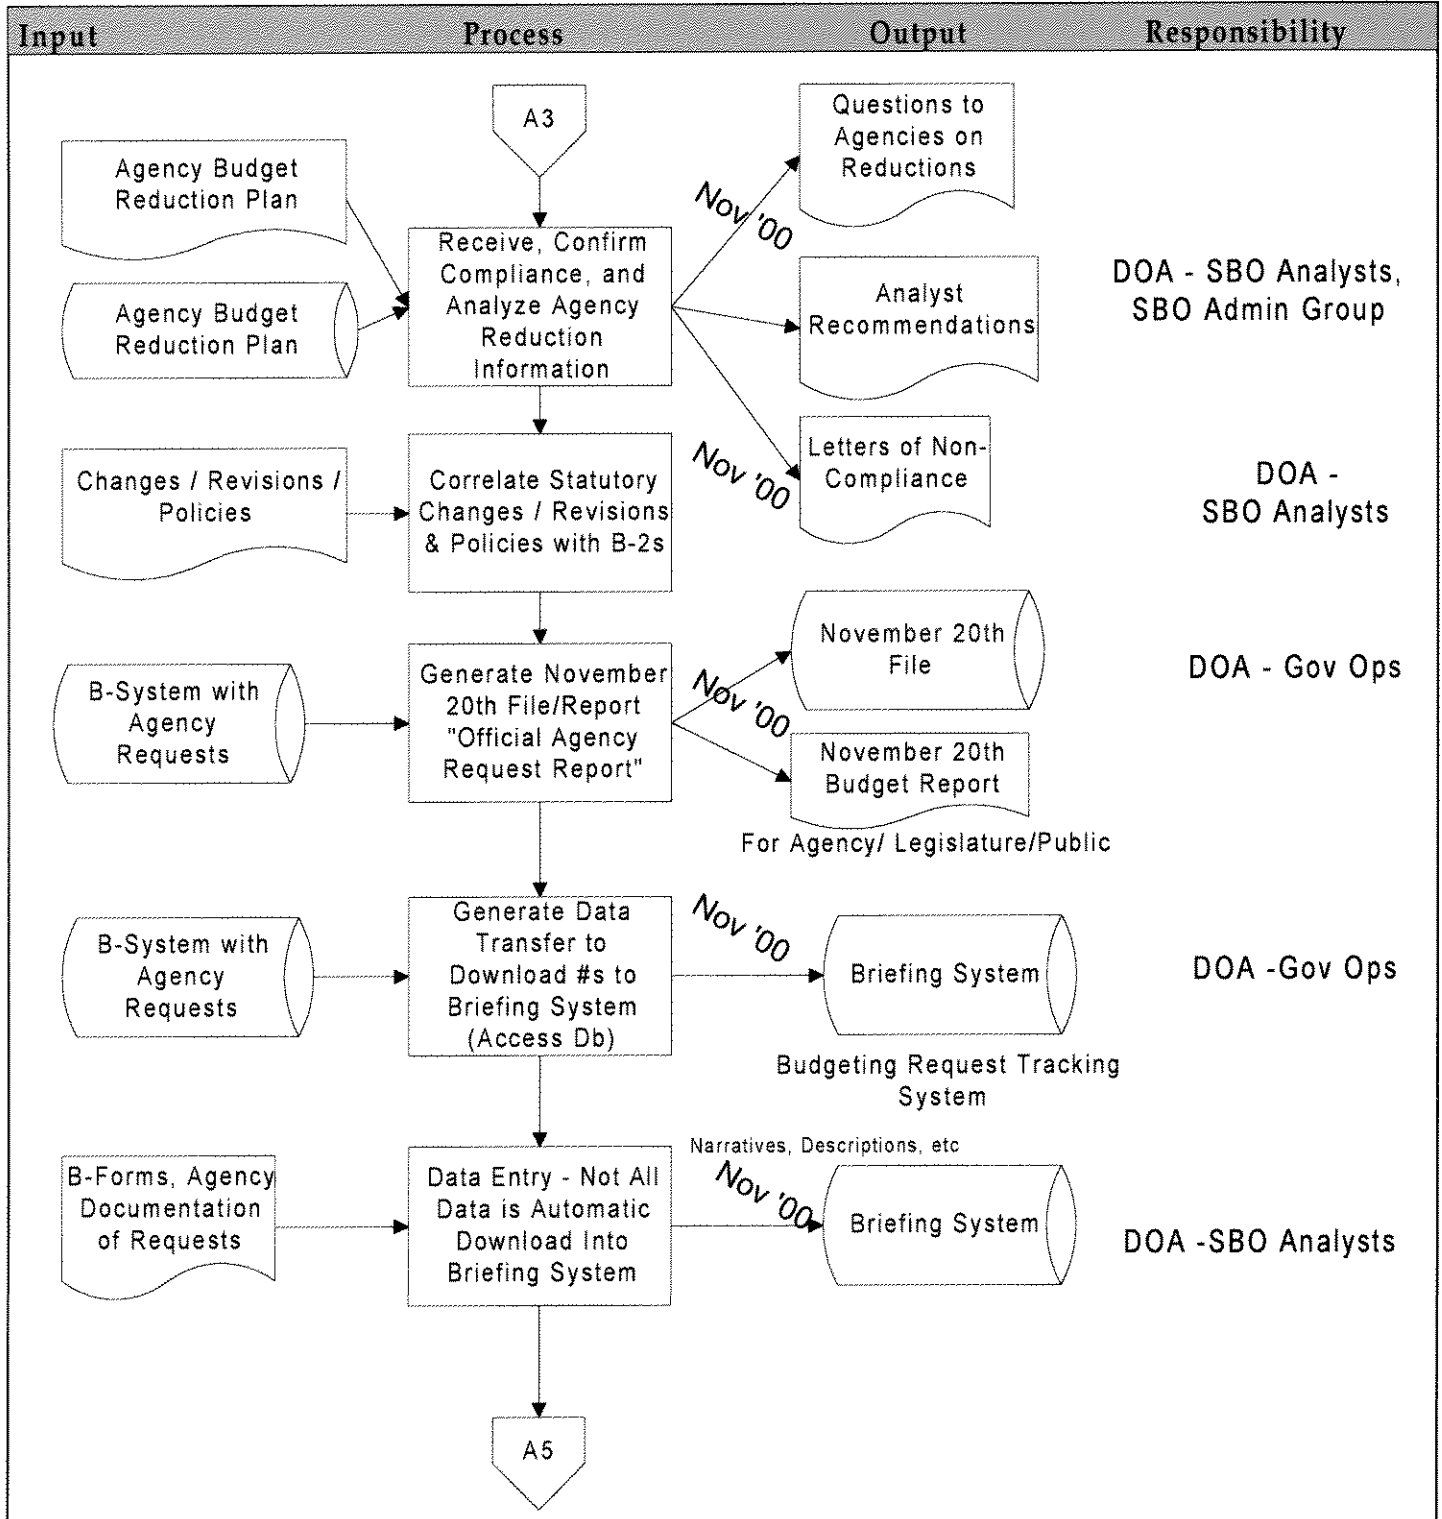 Input Process Output Responsibility
A3
Agency Budget
Reduction Plan
Agency Budget
Reduction Plan
Receive, Confirm
Compliance, and
Analyze Agency
Reduction
Information
Nov '00
Questions to
Agencies on
Reductions
Analyst
Recommendations
Letters of Non-
Compliance
DOA - SBO Analysts,
SBO Admin Group
Changes / Revisions /
Policies
Correlate Statutory
Changes / Revisions
& Policies with B-2s
Nov '00
DOA -
SBO Analysts
B-System with
Agency
Requests
Generate November
20th File/Report
"Official Agency
Request Report"
Nov '00
November 20th
File
November 20th
Budget Report
For Agency/ Legislature/Public
DOA - Gov Ops
B-System with
Agency
Requests
Generate Data
Transfer to
Download #s to
Briefing System
(Access Db)
Nov '00
Briefing System
Budgeting Request Tracking
System
DOA -Gov Ops
B-Forms, Agency
Documentation
of Requests
Data Entry - Not All
Data is Automatic
Download Into
Briefing System
Narratives, Descriptions, etc
Nov '00
Briefing System
DOA -SBO Analysts
A5